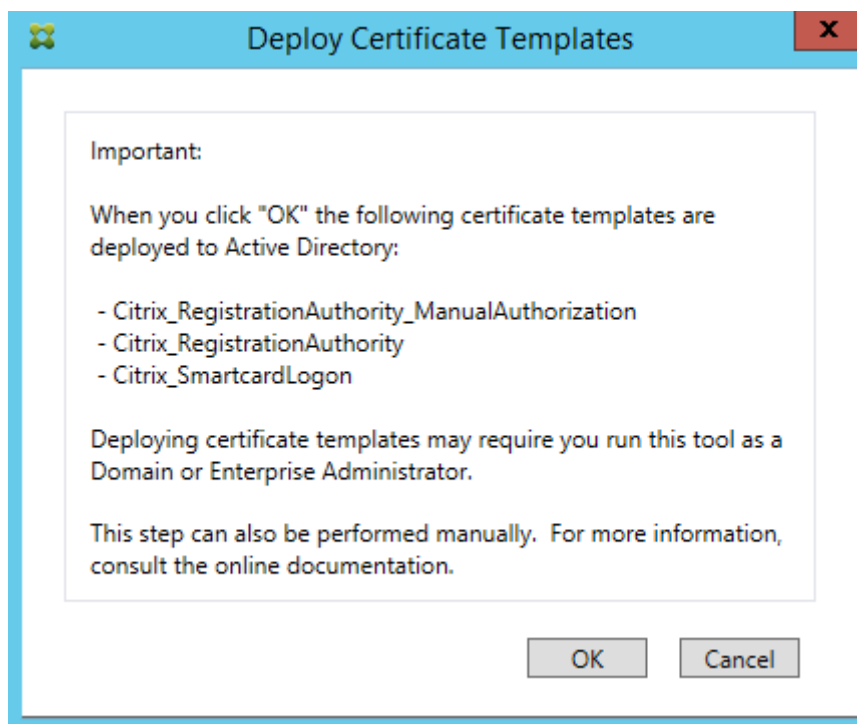 Deploy Certificate Templates
x
Important:
When you click "OK" the following certificate templates are
deployed to Active Directory:
- Citrix_RegistrationAuthority_ManualAuthorization
- Citrix_RegistrationAuthority
- Citrix_SmartcardLogon
Deploying certificate templates may require you run this tool as a
Domain or Enterprise Administrator.
This step can also be performed manually.  For more information,
consult the online documentation.
OK
Cancel